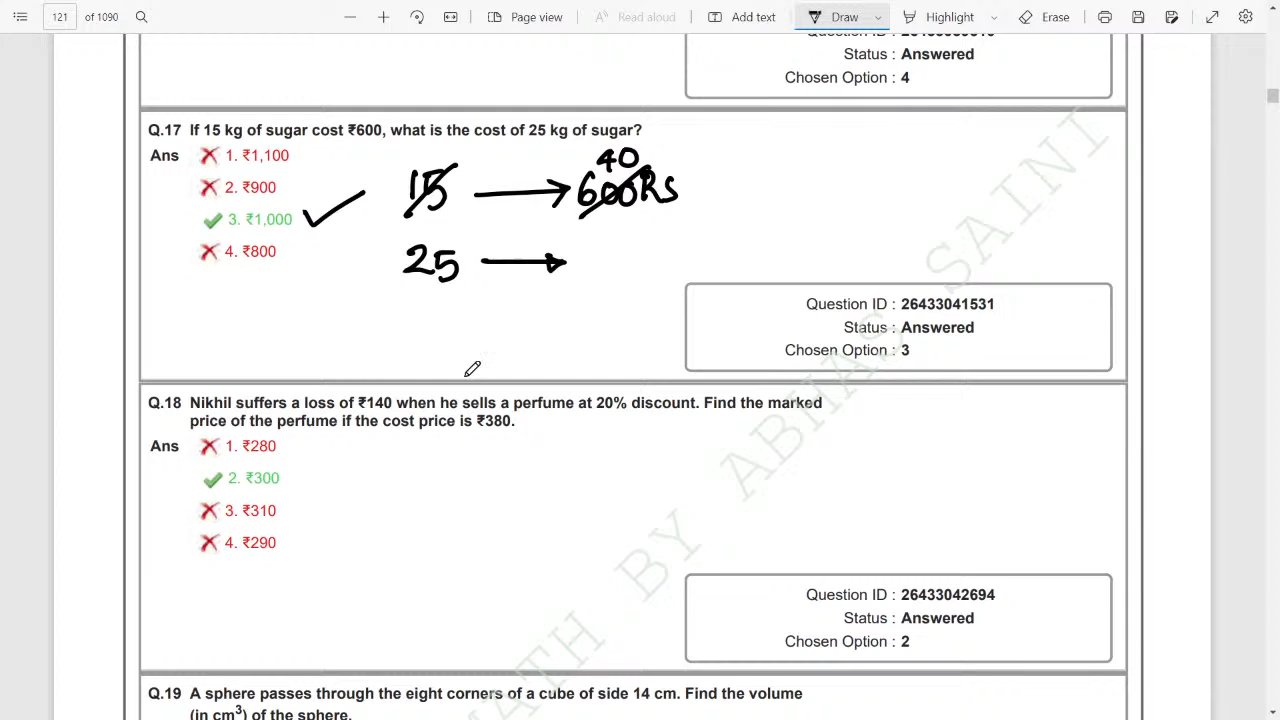 121 of 1090 Page view Read aloud Add text Draw Highlight Erase
Status : Answered
Chosen Option : 4
Q.17 If 15 kg of sugar cost ₹600, what is the cost of 25 kg of sugar?
Ans 1. ₹1,100
2. ₹900
3. ₹1,000
4. ₹800
40
15 600Rs
25
Question ID : 26433041531
Status : Answered
Chosen Option : 3
Q.18 Nikhil suffers a loss of ₹140 when he sells a perfume at 20% discount. Find the marked
price of the perfume if the cost price is ₹380.
Ans 1. ₹280
2. ₹300
3. ₹310
4. ₹290
Question ID : 26433042694
Status : Answered
Chosen Option : 2
Q.19 A sphere passes through the eight corners of a cube of side 14 cm. Find the volume
(in cm³) of the sphere.
MATH BY ABHAS SAINI